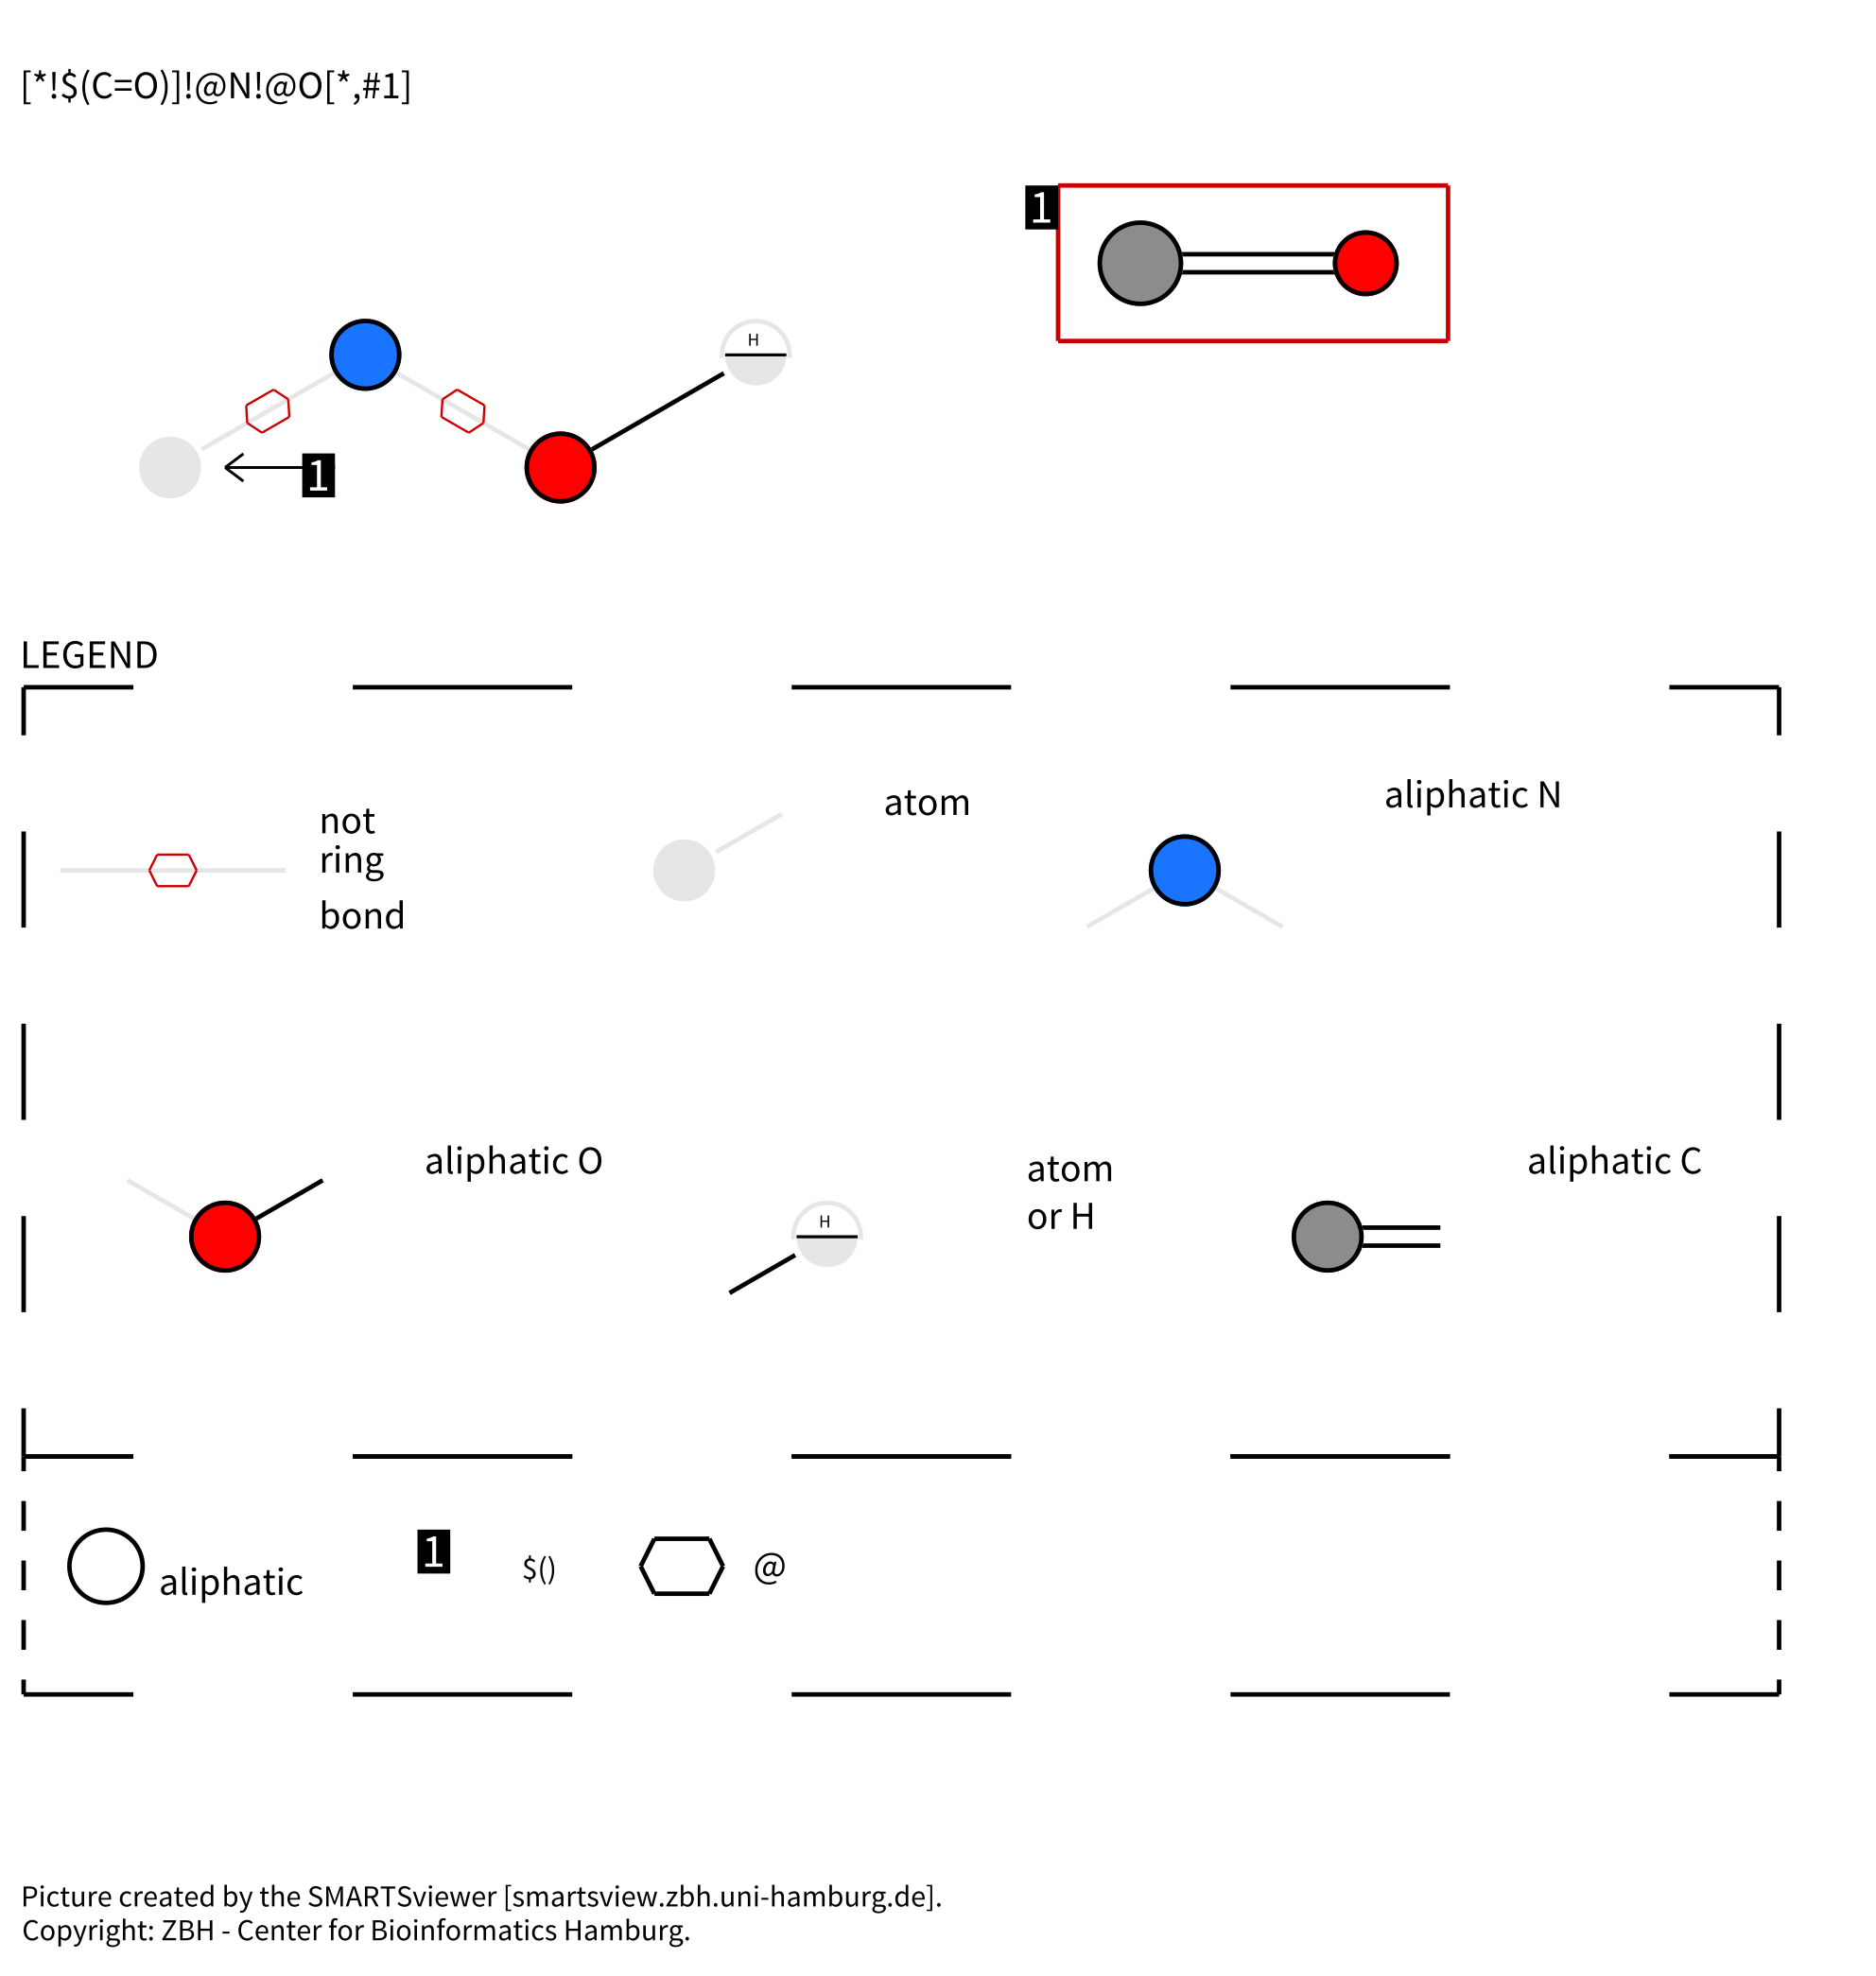 [*!$(C=O)]!@N!@O[*,#1]
1
H
1
LEGEND
not
ring
bond
atom
aliphatic N
aliphatic O
H
atom
or H
aliphatic C
aliphatic
1
$()
@
Picture created by the SMARTSviewer [smartsview.zbh.uni-hamburg.de].
Copyright: ZBH - Center for Bioinformatics Hamburg.